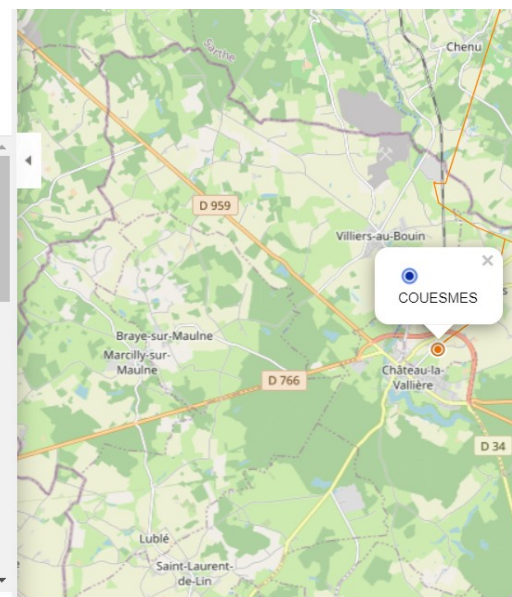 Sarthe
Chenu
D 959
Villiers-au-Bouin
×
COUESMES
Braye-sur-Maulne
Marcilly-sur-
Maulne
Château-la-
Vallière
D 766
D 34
Lublé
Saint-Laurent-
de-Lin